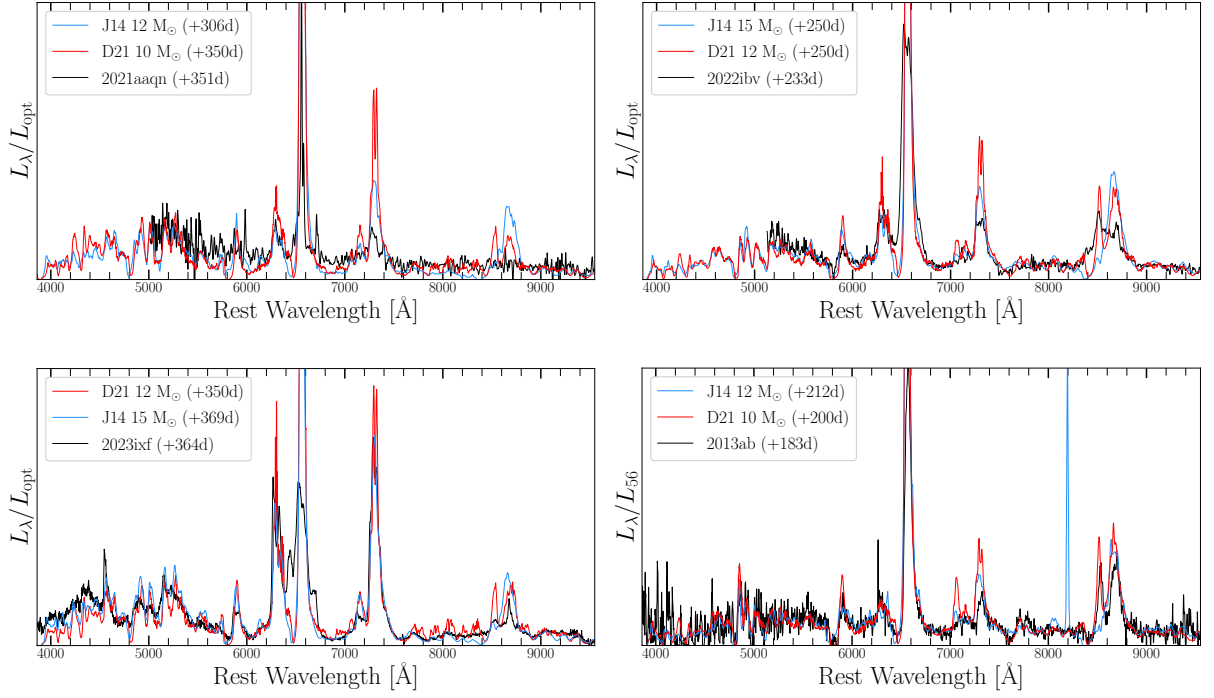 J14 12 M⊙ (+306d)
D21 10 M⊙ (+350d)
2021aaqn (+351d)
Lλ/Lopt
4000 5000 6000 7000 8000 9000
Rest Wavelength [Å]
J14 15 M⊙ (+250d)
D21 12 M⊙ (+250d)
2022ibv (+233d)
Lλ/Lopt
4000 5000 6000 7000 8000 9000
Rest Wavelength [Å]
D21 12 M⊙ (+350d)
J14 15 M⊙ (+369d)
2023ixf (+364d)
Lλ/Lopt
4000 5000 6000 7000 8000 9000
Rest Wavelength [Å]
J14 12 M⊙ (+212d)
D21 10 M⊙ (+200d)
2013ab (+183d)
Lλ/L56
4000 5000 6000 7000 8000 9000
Rest Wavelength [Å]